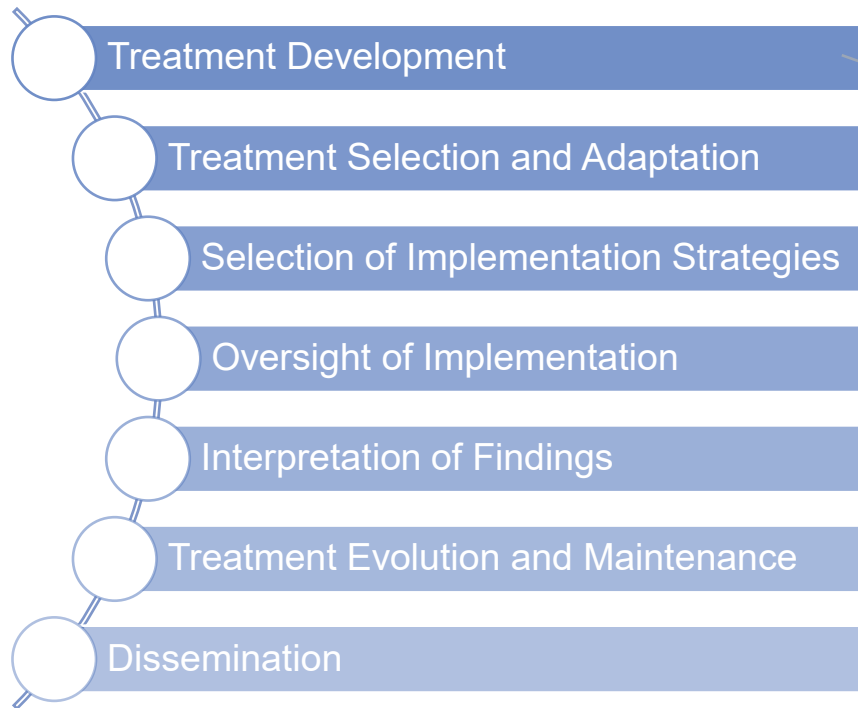 Treatment Development
Treatment Selection and Adaptation
Selection of Implementation Strategies
Oversight of Implementation
Interpretation of Findings
Treatment Evolution and Maintenance
Dissemination